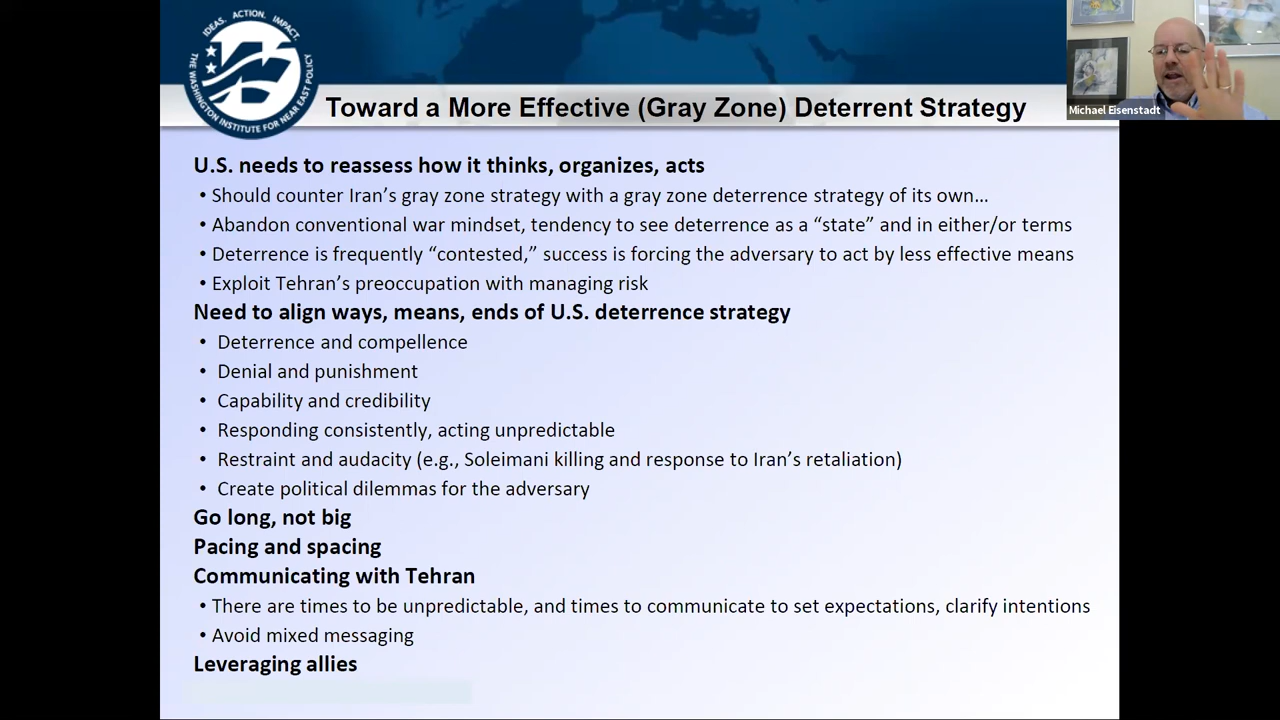 IDEAS. ACTION. IMPACT.
THE WASHINGTON INSTITUTE FOR NEAR EAST POLICY
Michael Eisenstadt
Toward a More Effective (Gray Zone) Deterrent Strategy
U.S. needs to reassess how it thinks, organizes, acts
• Should counter Iran's gray zone strategy with a gray zone deterrence strategy of its own…
• Abandon conventional war mindset, tendency to see deterrence as a “state” and in either/or terms
• Deterrence is frequently “contested,” success is forcing the adversary to act by less effective means
• Exploit Tehran's preoccupation with managing risk
Need to align ways, means, ends of U.S. deterrence strategy
• Deterrence and compellence
• Denial and punishment
• Capability and credibility
• Responding consistently, acting unpredictable
• Restraint and audacity (e.g., Soleimani killing and response to Iran's retaliation)
• Create political dilemmas for the adversary
Go long, not big
Pacing and spacing
Communicating with Tehran
• There are times to be unpredictable, and times to communicate to set expectations, clarify intentions
• Avoid mixed messaging
Leveraging allies